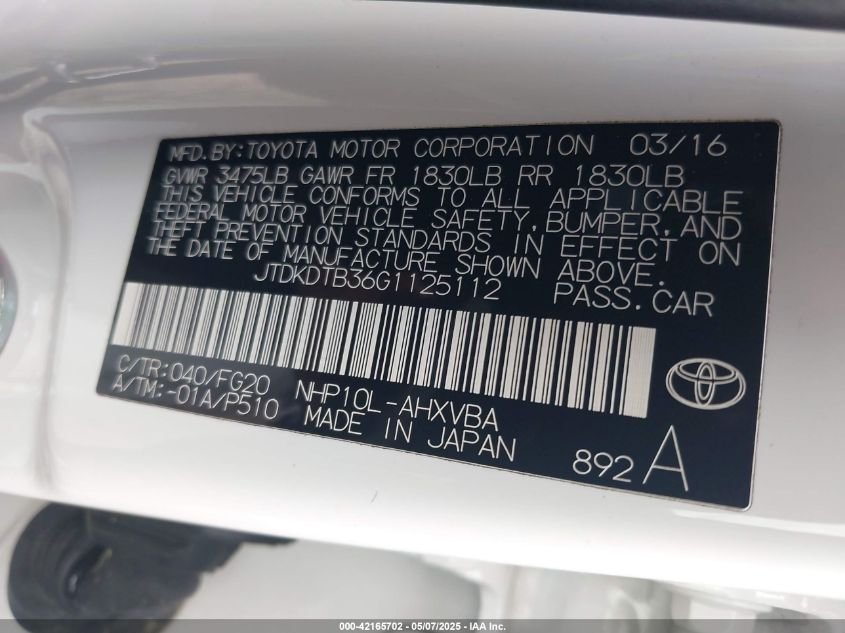 MFD.BY:TOYOTA MOTOR CORPORATION 03/16
GVWR 3475LB GAWR FR 1830LB RR 1830LB
THIS VEHICLE CONFORMS TO ALL APPLICABLE
FEDERAL MOTOR VEHICLE SAFETY,BUMPER,AND
THEFT PREVENTION STANDARDS IN EFFECT ON
THE DATE OF MANUFACTURE SHOWN ABOVE.
JTDKDTB36G1125112 PASS.CAR
C/TR:040/FG20 NHP10L-AHXVBA
A/TM:-01A/P510 MADE IN JAPAN
892 A
000-42165702 - 05/07/2025 - IAA Inc.